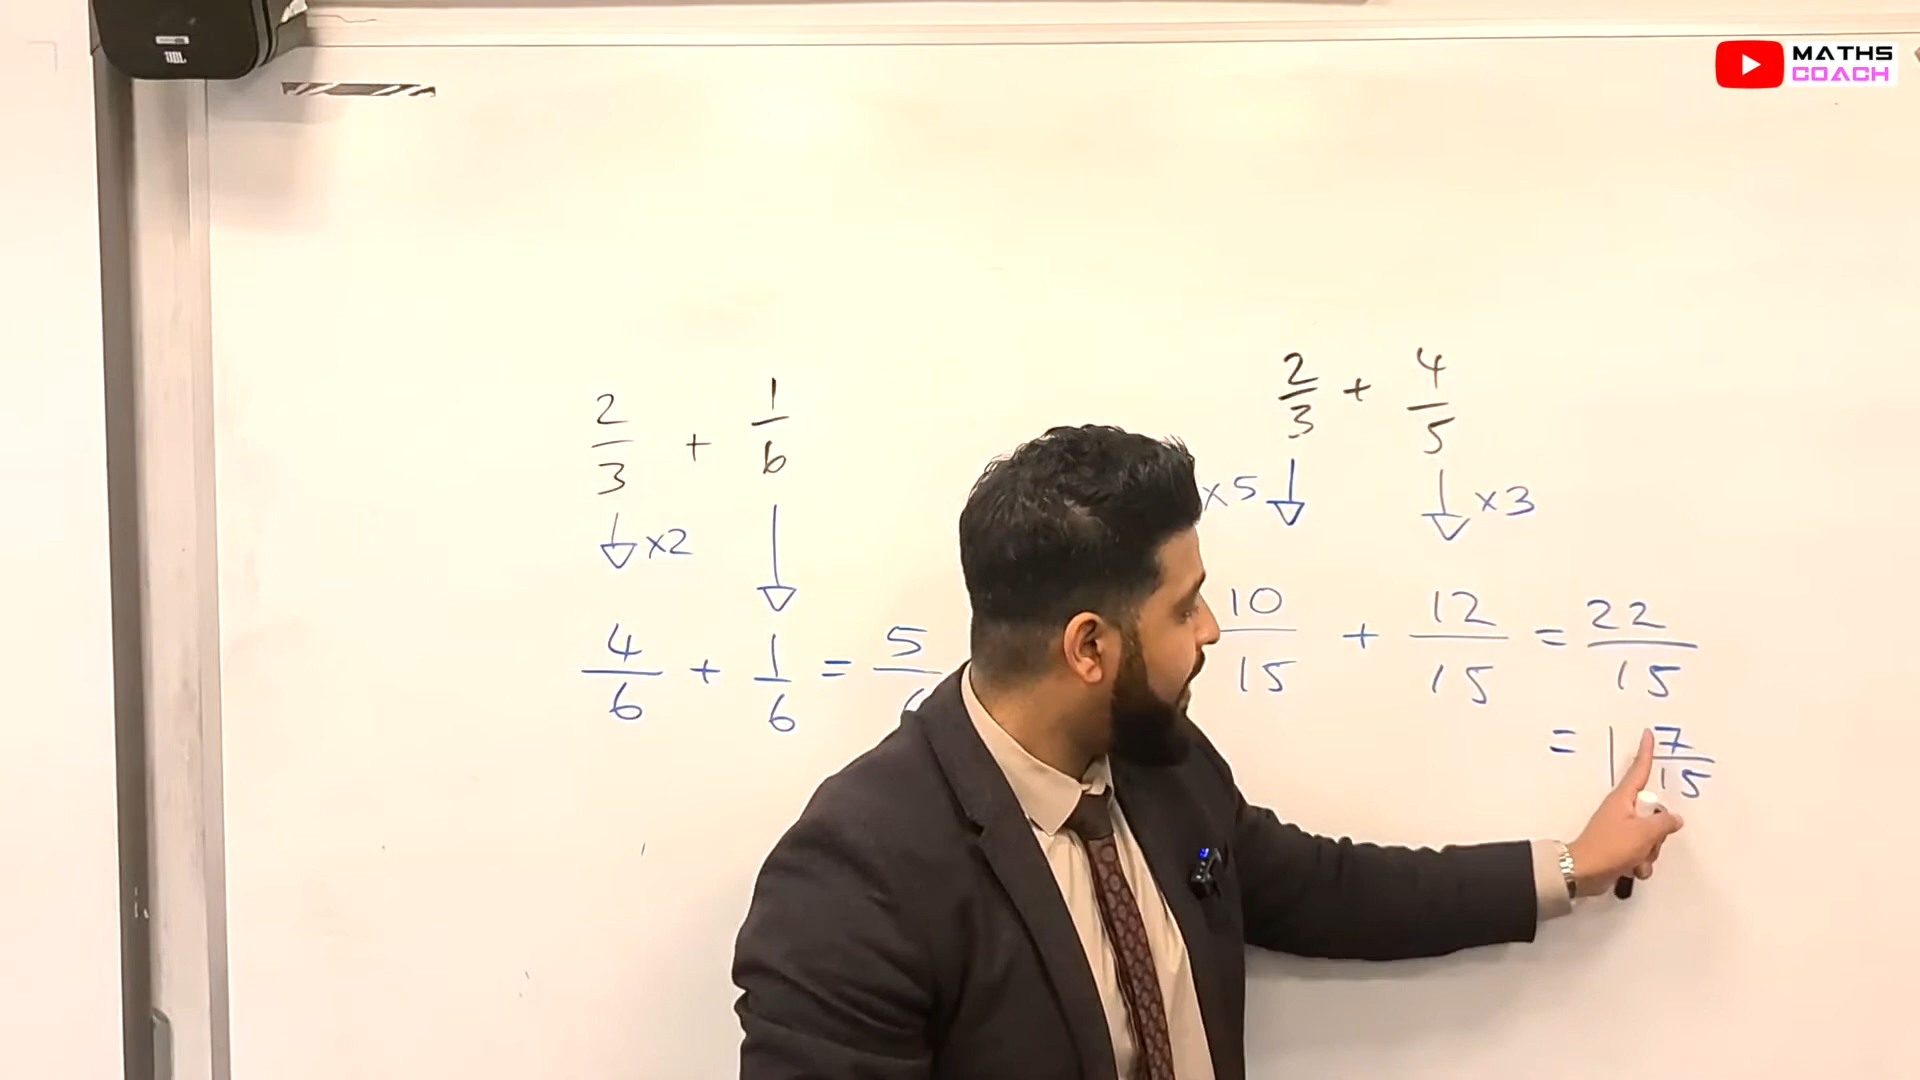 JBL
MATHS
COACH
2/3 + 1/6
×2
4/6 + 1/6 = 5/
2/3 + 4/5
×5 ×3
10/15 + 12/15 = 22/15
= 1 7/15